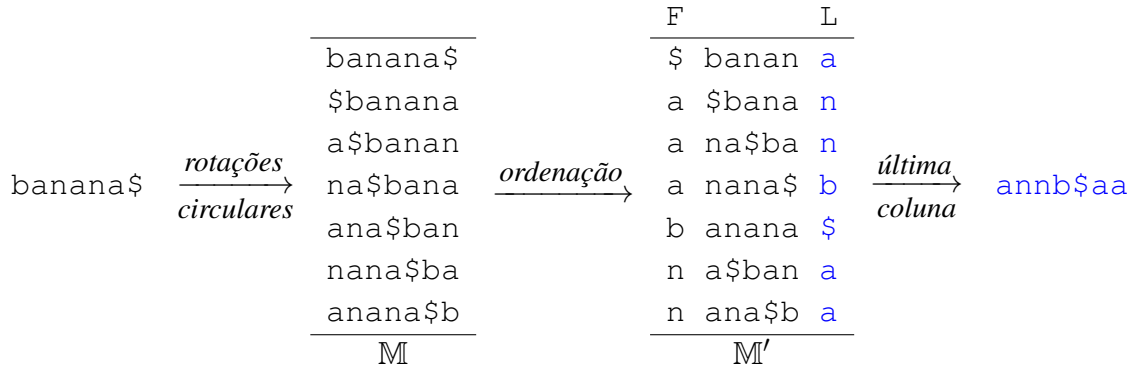 F L
banana$ $ banan a
$banana a $bana n
a$banan a na$ba n
banana$ rotações circulares na$bana ordenação a nana$ b última coluna annb$aa
ana$ban b anana $
nana$ba n a$ban a
anana$b n ana$b a
𝕄 𝕄′